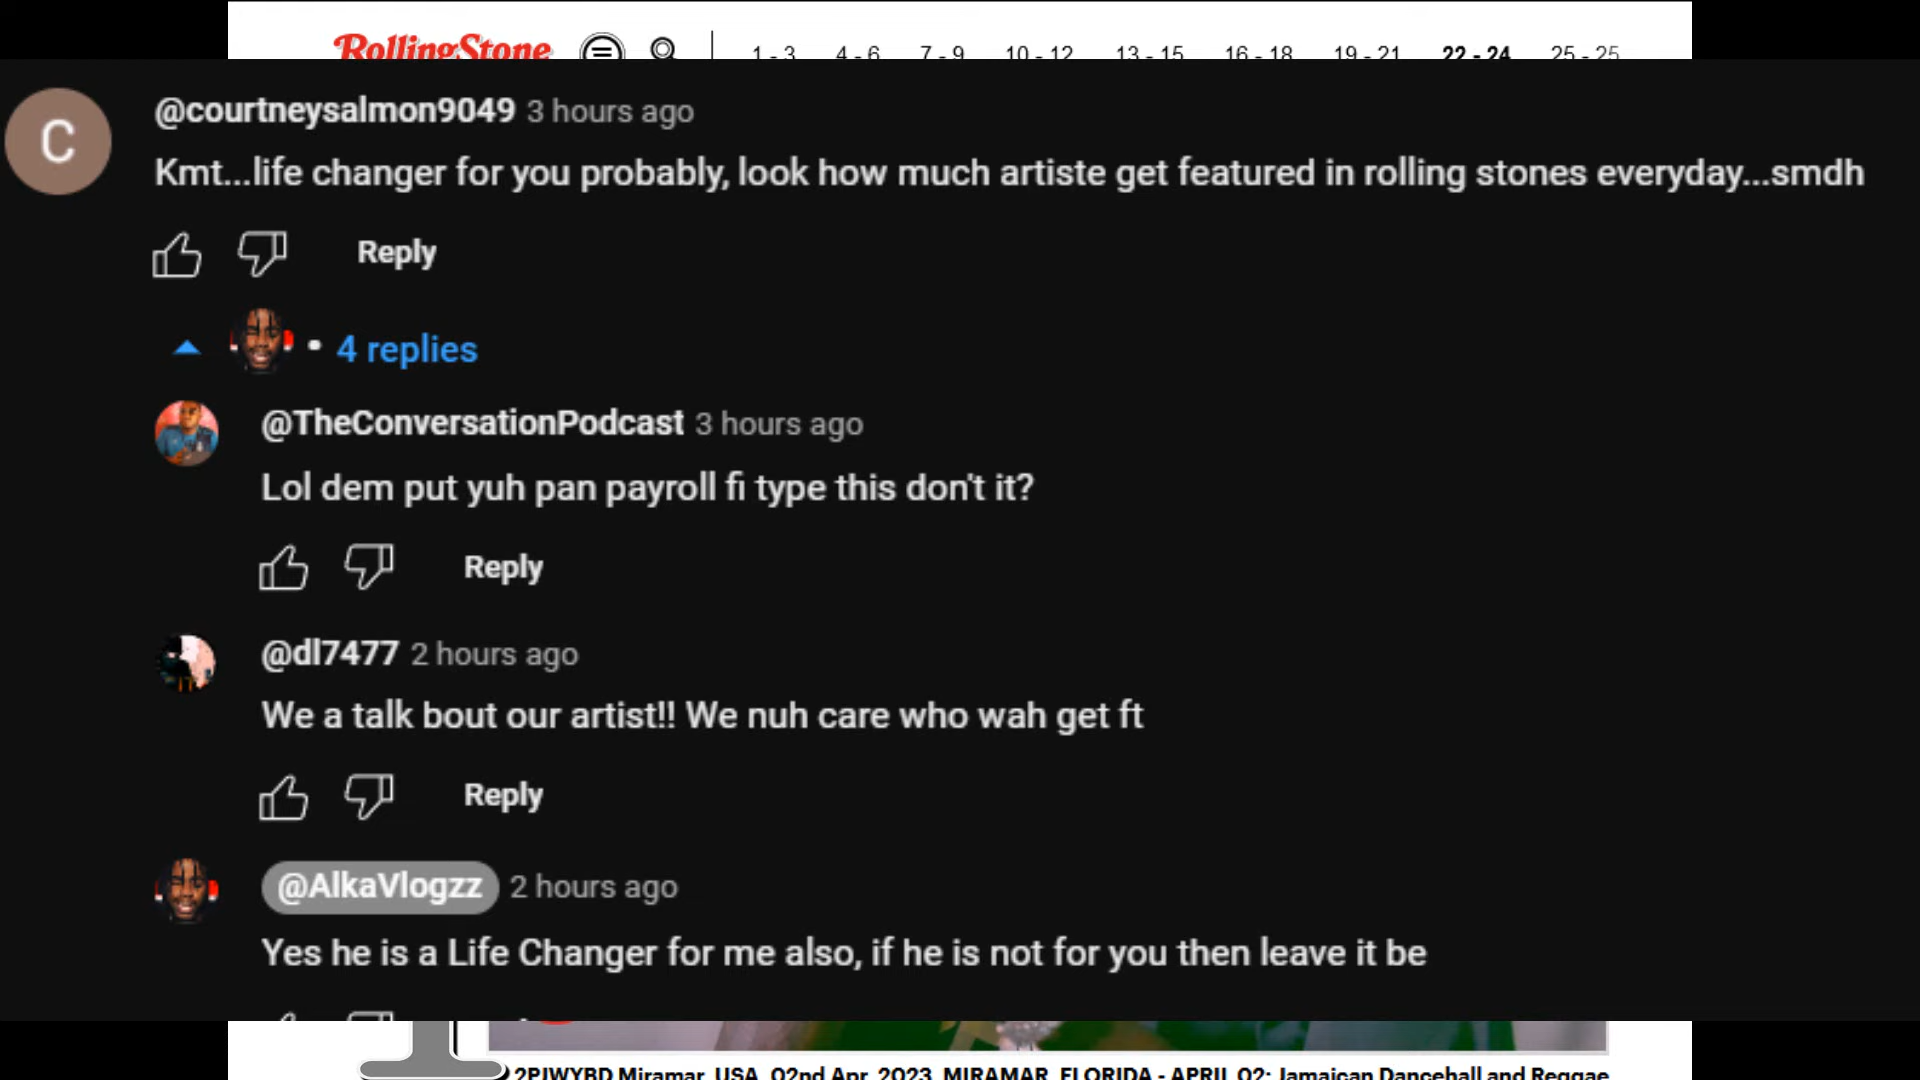 RollingStone 1 - 3 4 - 6 7 - 9 10 - 12 13 - 15 16 - 18 19 - 21 22 - 24 25 - 25
C
@courtneysalmon9049 3 hours ago
Kmt...life changer for you probably, look how much artiste get featured in rolling stones everyday...smdh
Reply
• 4 replies
@TheConversationPodcast 3 hours ago
Lol dem put yuh pan payroll fi type this don't it?
Reply
@dl7477 2 hours ago
We a talk bout our artist!! We nuh care who wah get ft
Reply
@AlkaVlogzz 2 hours ago
Yes he is a Life Changer for me also, if he is not for you then leave it be
2PJWYBD Miramar, USA. 02nd Apr, 2023. MIRAMAR, FLORIDA - APRIL 02: Jamaican Dancehall and Reggae